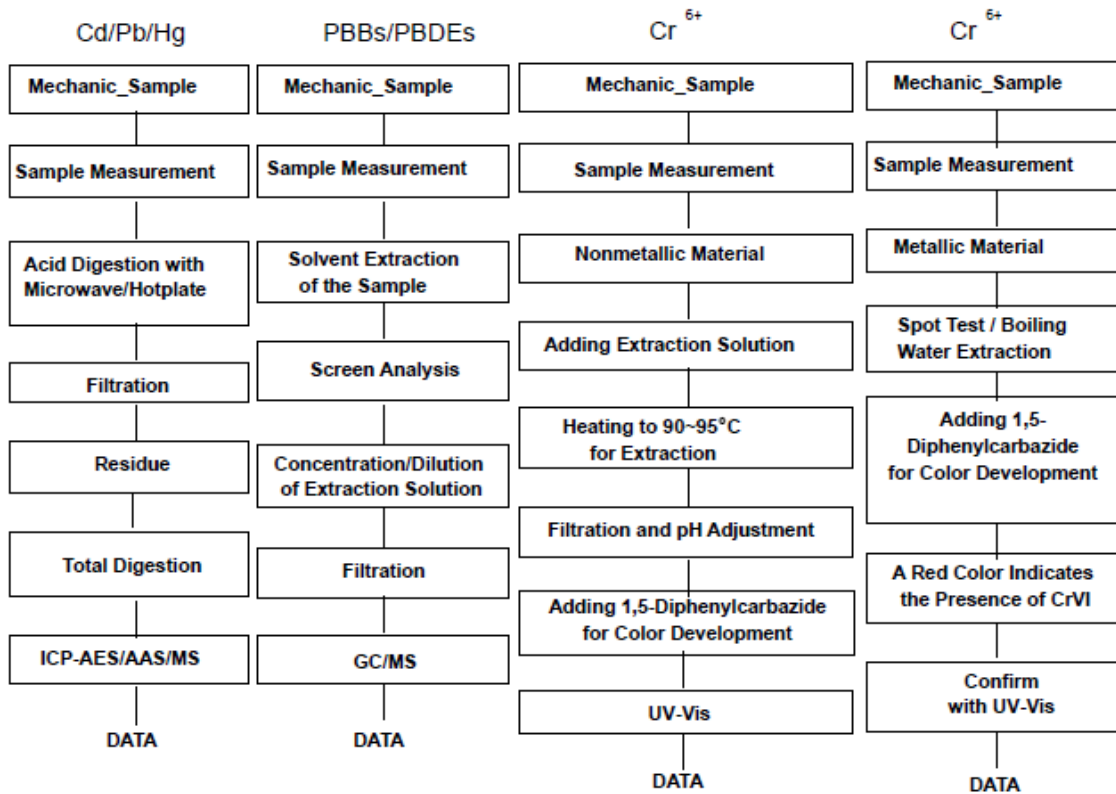 Cd/Pb/Hg
Mechanic_Sample
Sample Measurement
Acid Digestion with
Microwave/Hotplate
Filtration
Residue
Total Digestion
ICP-AES/AAS/MS
DATA
PBBs/PBDEs
Mechanic_Sample
Sample Measurement
Solvent Extraction
of the Sample
Screen Analysis
Concentration/Dilution
of Extraction Solution
Filtration
GC/MS
DATA
Cr 6+
Mechanic_Sample
Sample Measurement
Nonmetallic Material
Adding Extraction Solution
Heating to 90~95°C
for Extraction
Filtration and pH Adjustment
Adding 1,5-Diphenylcarbazide
for Color Development
UV-Vis
DATA
Cr 6+
Mechanic_Sample
Sample Measurement
Metallic Material
Spot Test / Boiling
Water Extraction
Adding 1,5-
Diphenylcarbazide
for Color Development
A Red Color Indicates
the Presence of CrVI
Confirm
with UV-Vis
DATA